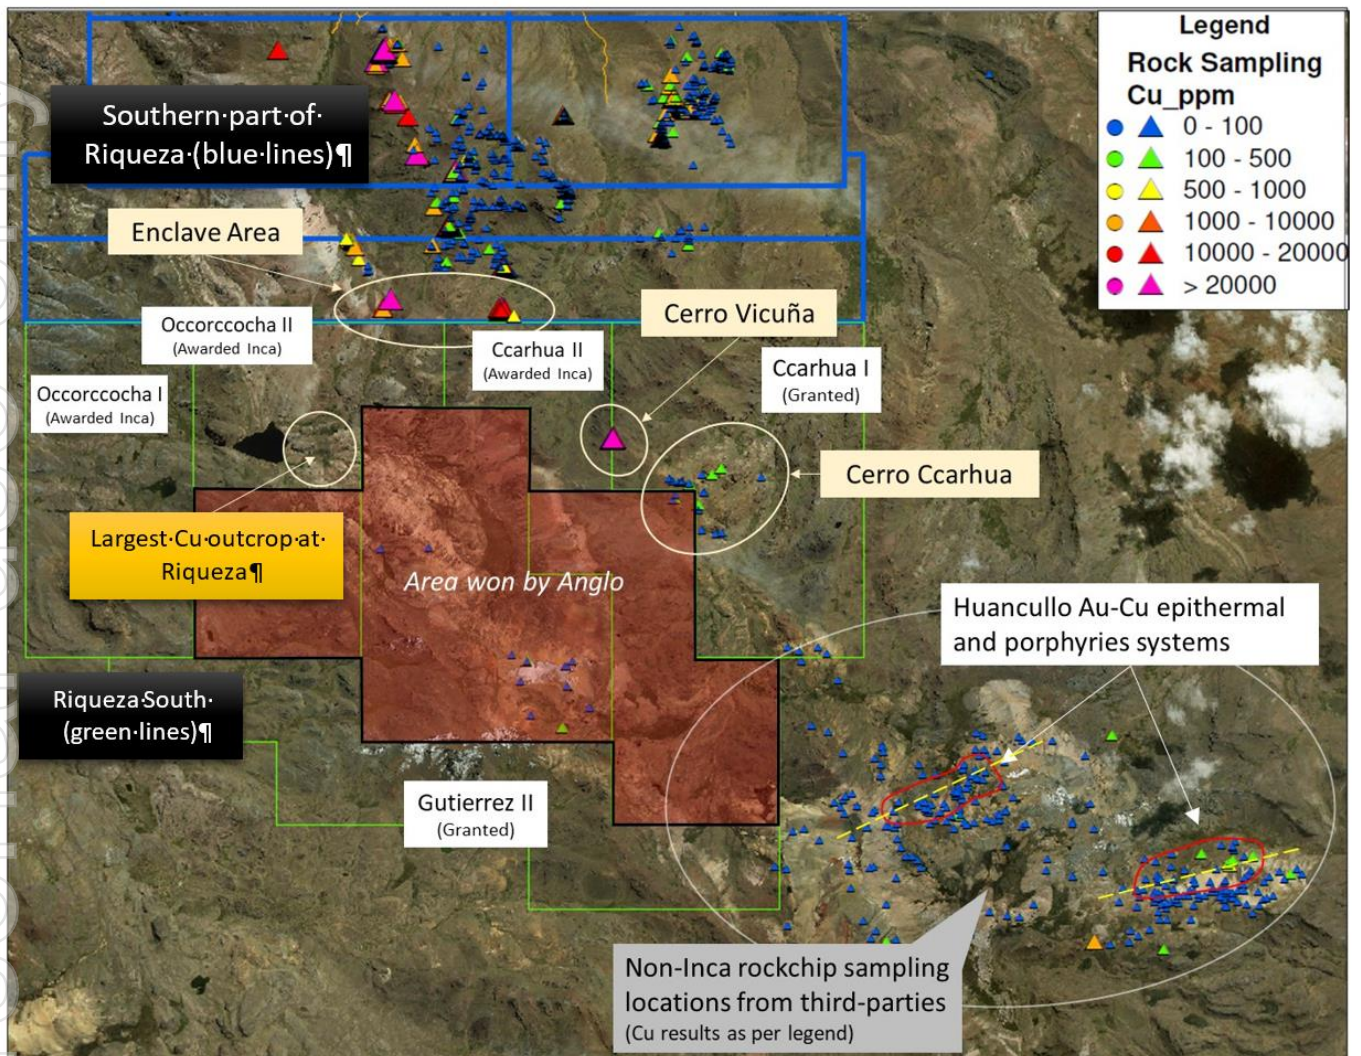 Legend
Rock Sampling
Cu_ppm
0 - 100
100 - 500
500 - 1000
1000 - 10000
10000 - 20000
> 20000
Southern·part·of·
Riqueza·(blue·lines)¶
Enclave Area
Cerro Vicuña
Occorccocha II
(Awarded Inca)
Ccarhua II
(Awarded Inca)
Ccarhua I
(Granted)
Occorccocha I
(Awarded Inca)
Cerro Ccarhua
Largest·Cu·outcrop·at·
Riqueza¶
Area won by Anglo
Huancullo Au-Cu epithermal
and porphyries systems
Riqueza·South·
(green·lines)¶
Gutierrez II
(Granted)
Non-Inca rockchip sampling
locations from third-parties
(Cu results as per legend)